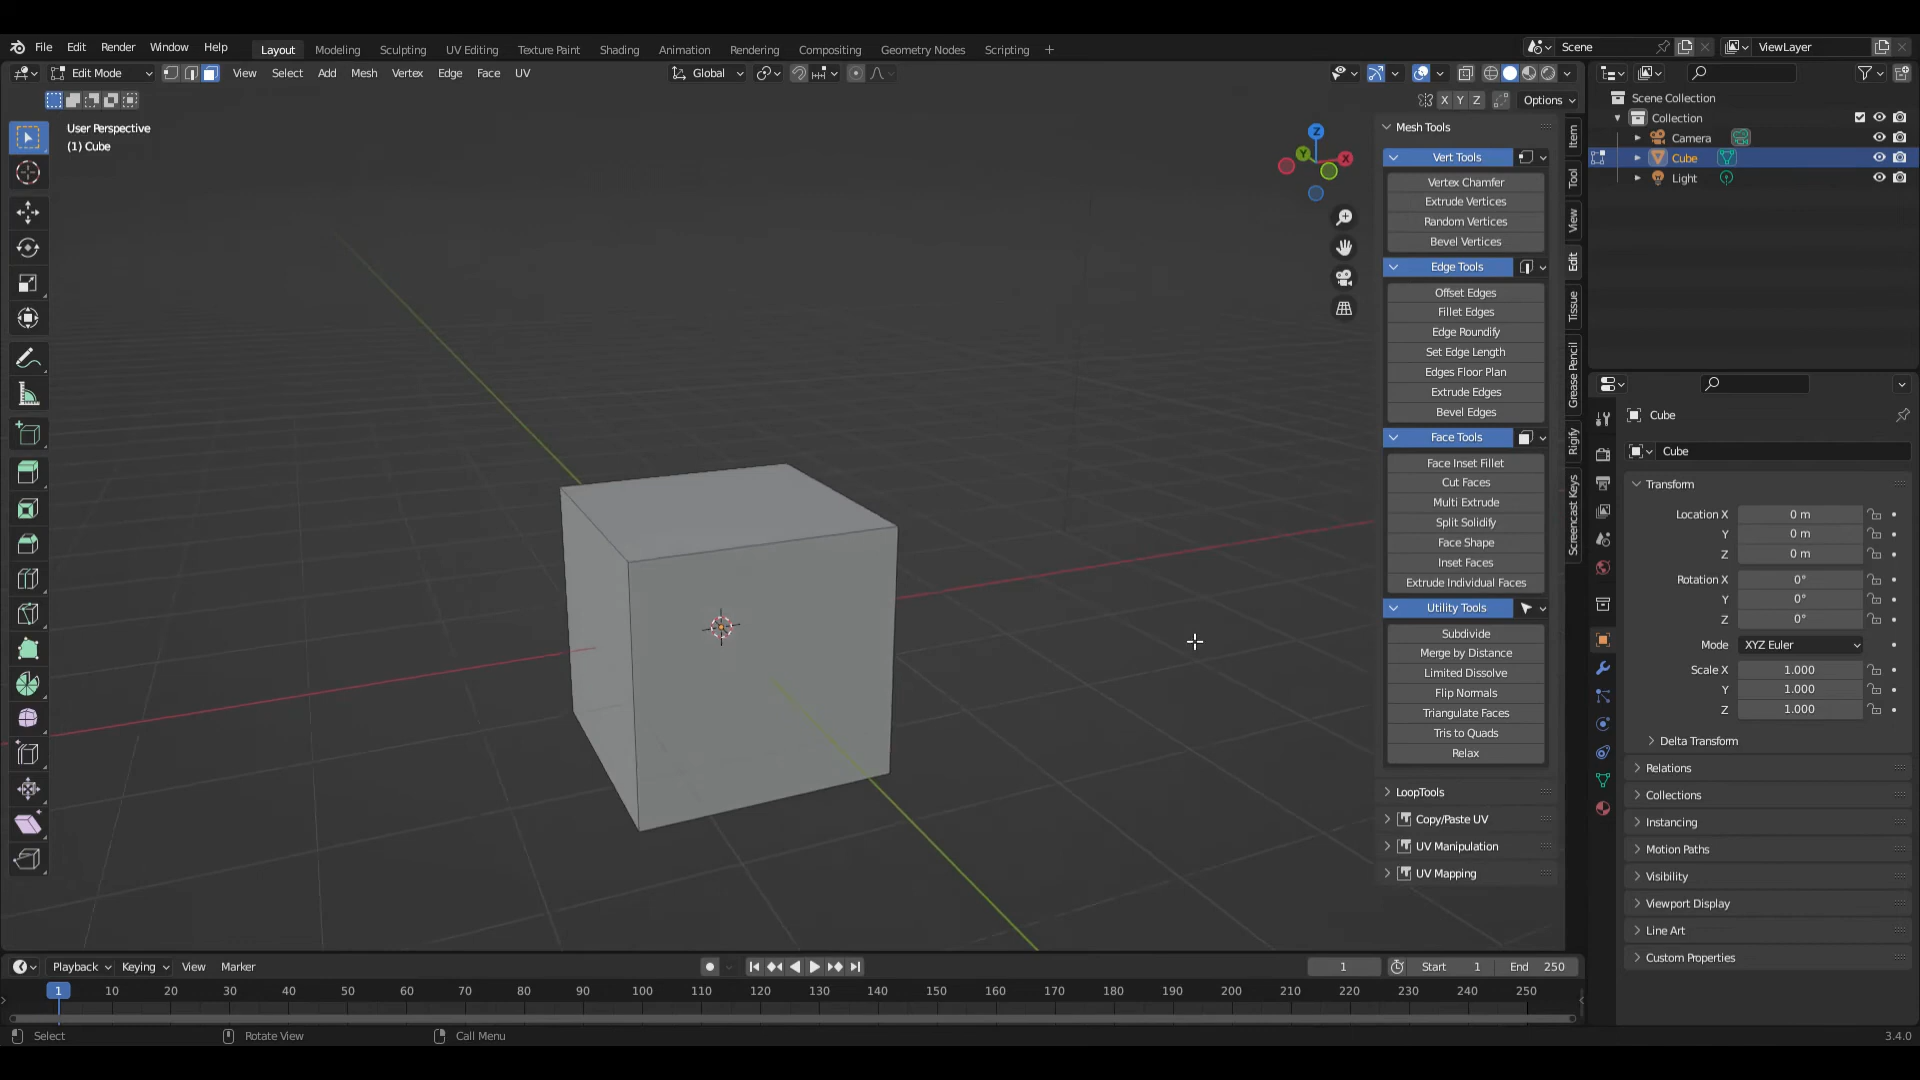 File Edit Render Window Help Layout Modeling Sculpting UV Editing Texture Paint Shading Animation Rendering Compositing Geometry Nodes Scripting + Scene ViewLayer
Edit Mode View Select Add Mesh Vertex Edge Face UV Global
X Y Z Options
User Perspective
(1) Cube
Z
Y
X
Mesh Tools
Vert Tools
Vertex Chamfer
Extrude Vertices
Random Vertices
Bevel Vertices
Edge Tools
Offset Edges
Fillet Edges
Edge Roundify
Set Edge Length
Edges Floor Plan
Extrude Edges
Bevel Edges
Face Tools
Face Inset Fillet
Cut Faces
Multi Extrude
Split Solidify
Face Shape
Inset Faces
Extrude Individual Faces
Utility Tools
Subdivide
Merge by Distance
Limited Dissolve
Flip Normals
Triangulate Faces
Tris to Quads
Relax
LoopTools
Copy/Paste UV
UV Manipulation
UV Mapping
Item
Tool
View
Edit
Tissue
Grease Pencil
Rigify
Screencast Keys
Scene Collection
Collection
Camera
Cube
Light
Cube
Cube
Transform
Location X 0 m
Y 0 m
Z 0 m
Rotation X 0°
Y 0°
Z 0°
Mode XYZ Euler
Scale X 1.000
Y 1.000
Z 1.000
Delta Transform
Relations
Collections
Instancing
Motion Paths
Visibility
Viewport Display
Line Art
Custom Properties
Playback Keying View Marker 1 Start 1 End 250
1 10 20 30 40 50 60 70 80 90 100 110 120 130 140 150 160 170 180 190 200 210 220 230 240 250
Select Rotate View Call Menu 3.4.0